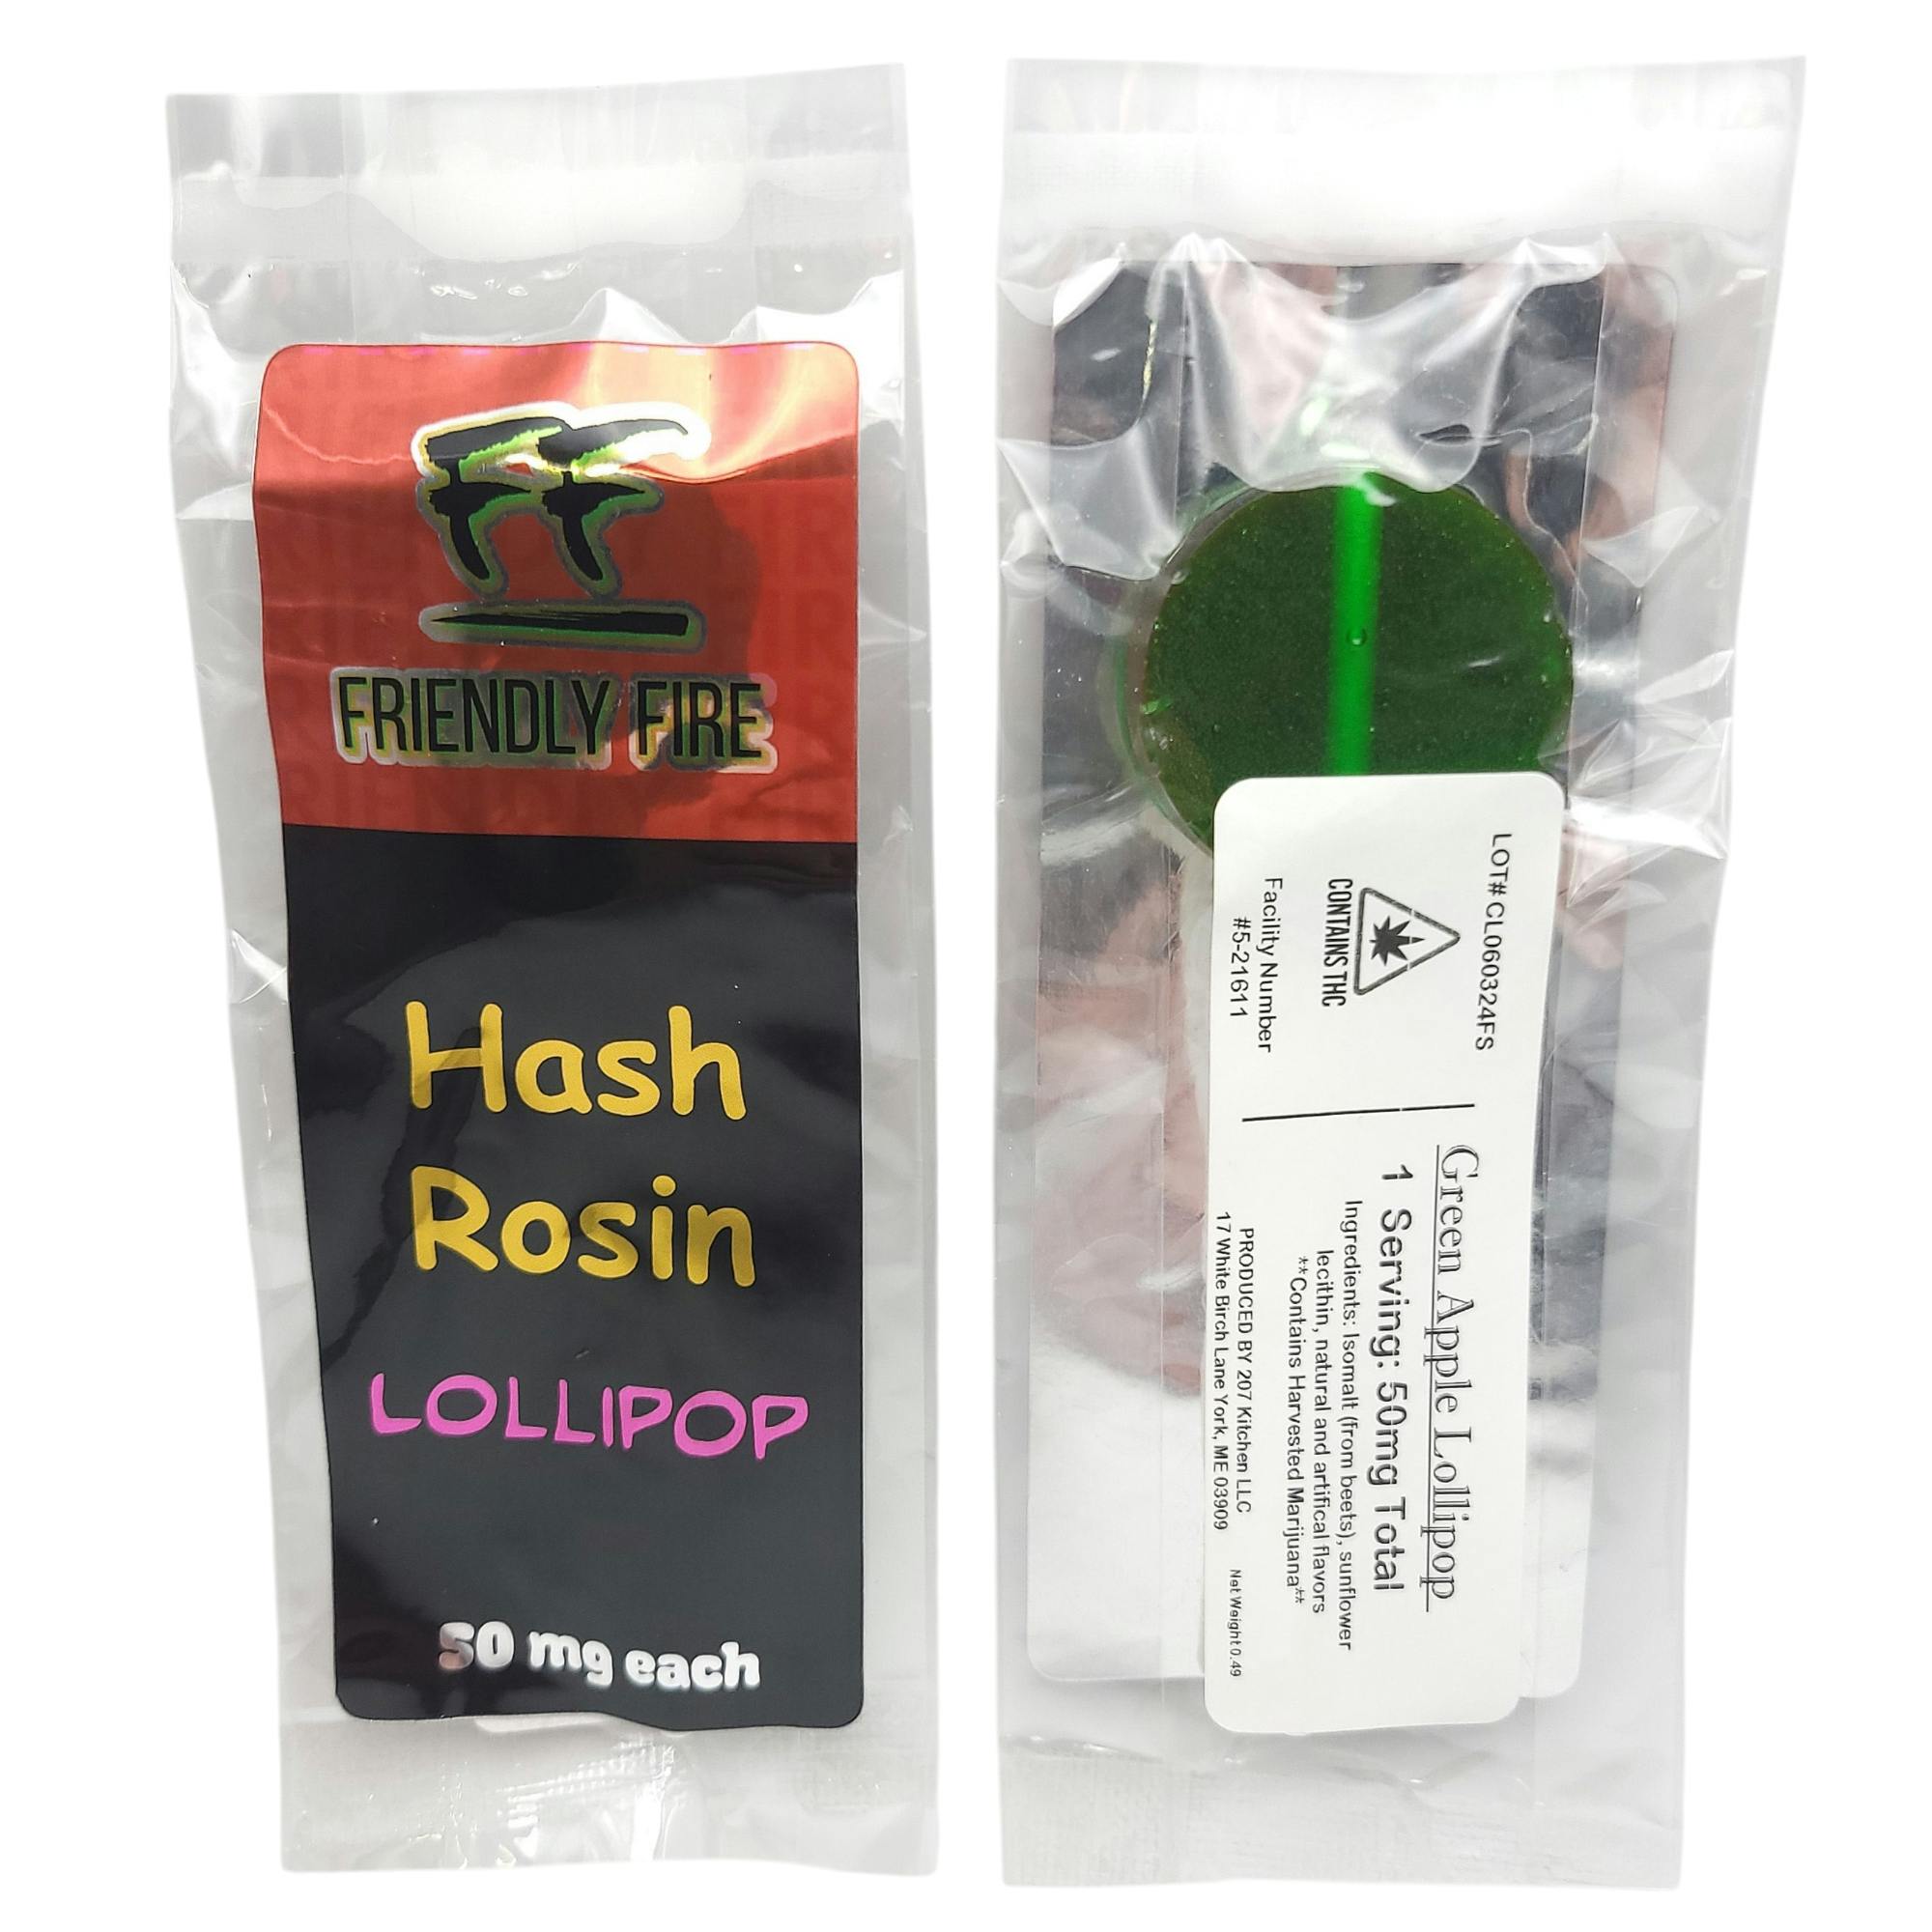 FF
FRIENDLY FIRE
Hash
Rosin
LOLLIPOP
50 mg each
LOT# CL060324FS
CONTAINS THC
Facility Number
#5-21611
Green Apple Lollipop
1 Serving: 50mg Total
Ingredients: Isomalt (from beets), sunflower
lecithin, natural and artifical flavors
**Contains Harvested Marijuana**
PRODUCED BY 207 Kitchen LLC
17 White Birch Lane York, ME 03909
Net Weight 0.49